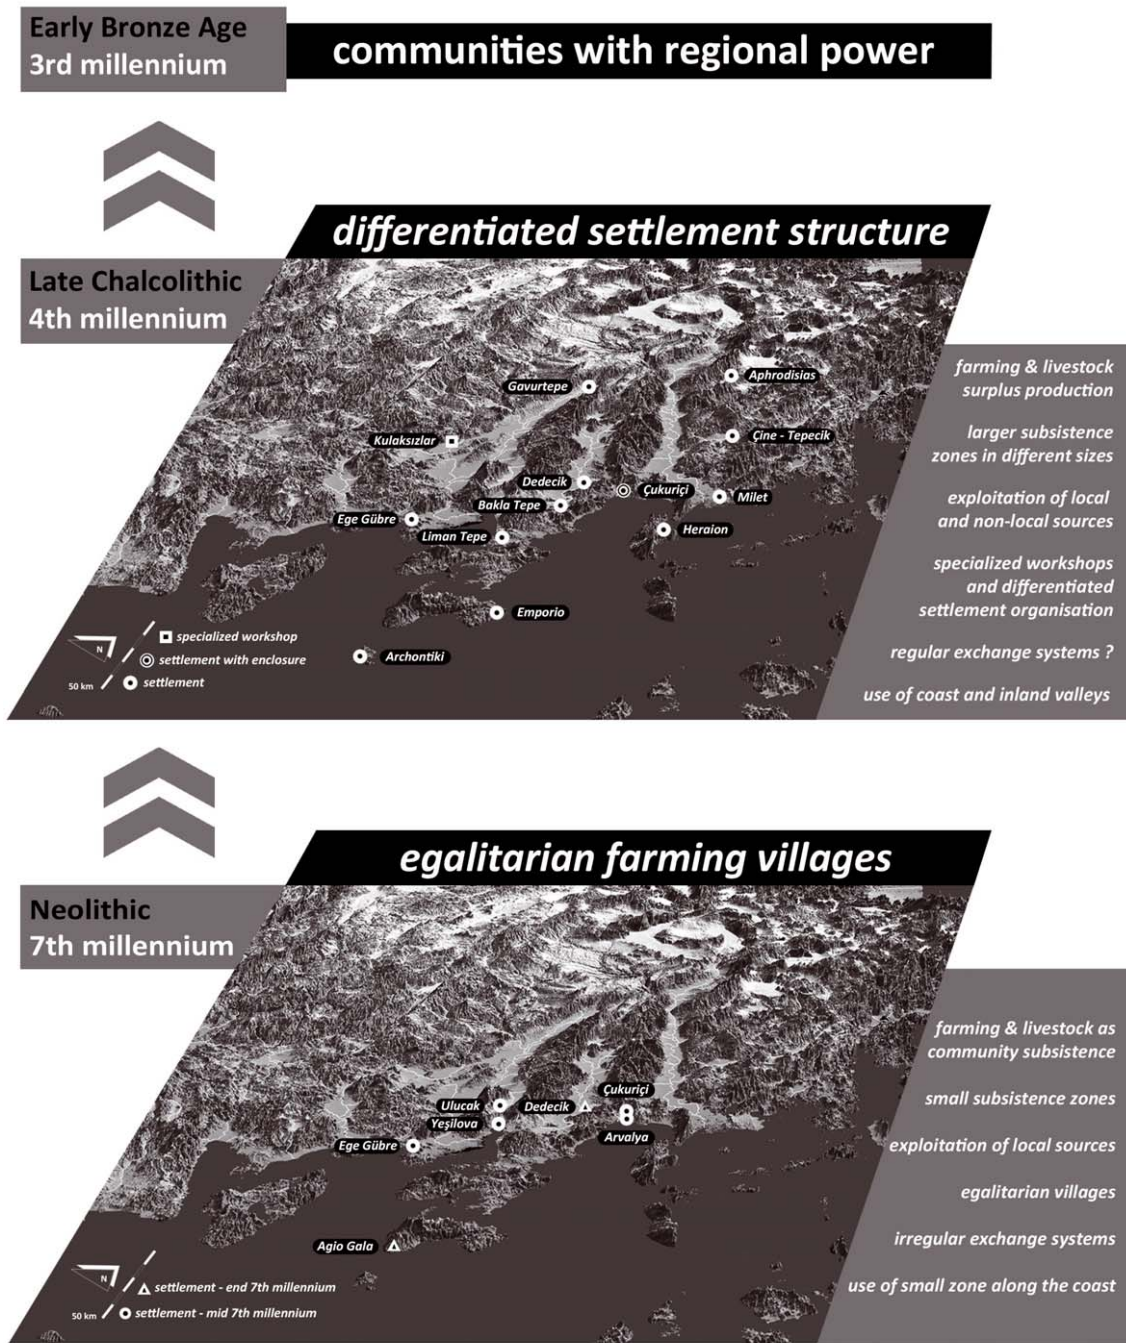 Early Bronze Age
3rd millennium
communities with regional power
differentiated settlement structure
Late Chalcolithic
4th millennium
Gavurtepe
Aphrodisias
Kulaksızlar
Çine - Tepecik
Dedecik
Çukuriçi
Milet
Bakla Tepe
Ege Gübre
Liman Tepe
Heraion
Emporio
Archontiki
N
50 km
specialized workshop
settlement with enclosure
settlement
farming & livestock
surplus production
larger subsistence
zones in different sizes
exploitation of local
and non-local sources
specialized workshops
and differentiated
settlement organisation
regular exchange systems ?
use of coast and inland valleys
egalitarian farming villages
Neolithic
7th millennium
Çukuriçi
Ulucak
Dedecik
Yeşilova
Arvalya
Ege Gübre
Agio Gala
N
50 km
settlement - end 7th millennium
settlement - mid 7th millennium
farming & livestock as
community subsistence
small subsistence zones
exploitation of local sources
egalitarian villages
irregular exchange systems
use of small zone along the coast